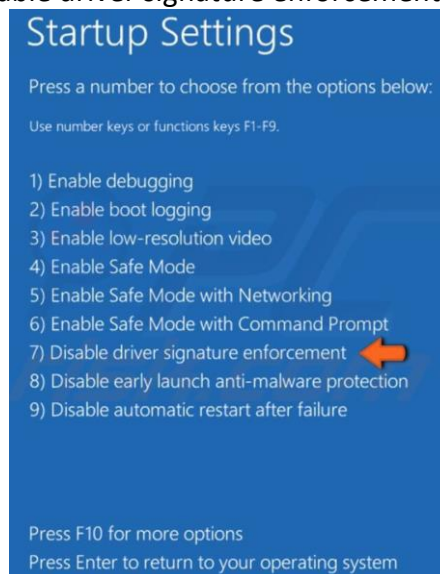 driver signature enforcement
Startup Settings
Press a number to choose from the options below:
Use number keys or functions keys F1-F9.
1) Enable debugging
2) Enable boot logging
3) Enable low-resolution video
4) Enable Safe Mode
5) Enable Safe Mode with Networking
6) Enable Safe Mode with Command Prompt
7) Disable driver signature enforcement
8) Disable early launch anti-malware protection
9) Disable automatic restart after failure
Press F10 for more options
Press Enter to return to your operating system